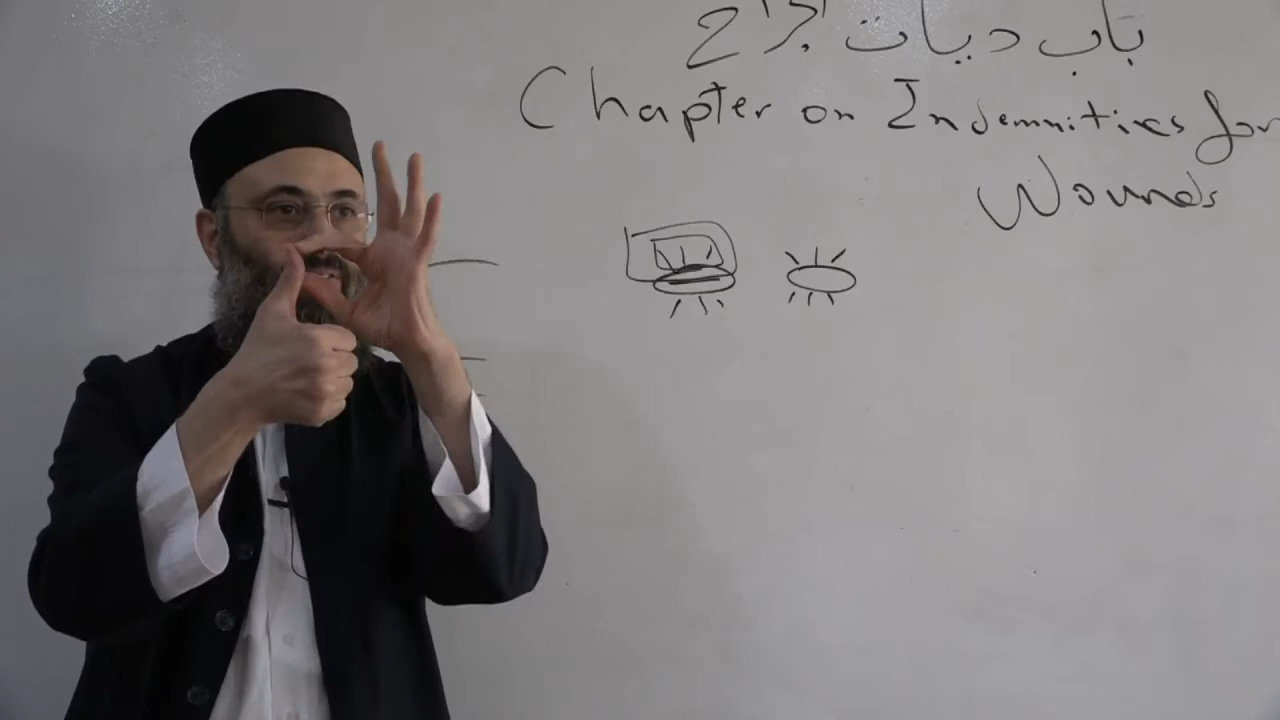 باب ديات الجراح
Chapter on Indemnities for
Wounds